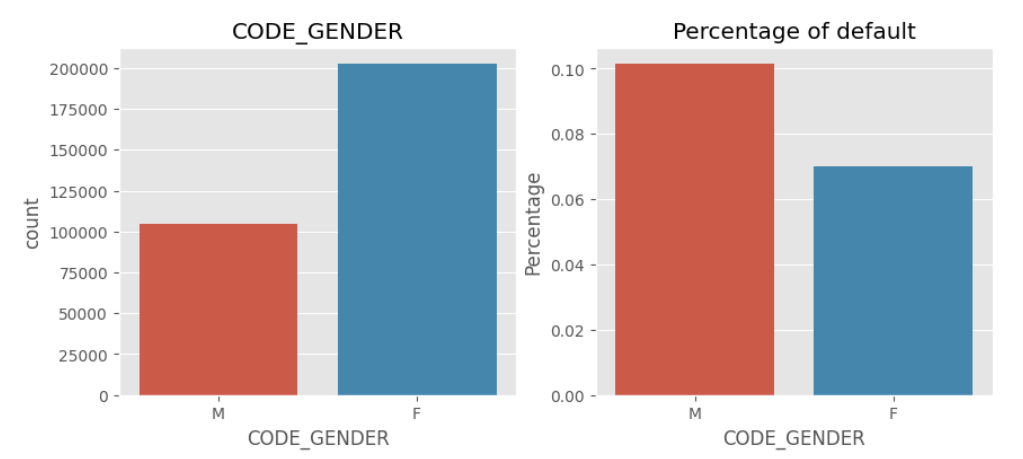 CODE_GENDER
200000
175000
150000
125000
100000
75000
50000
25000
0
count
M F
CODE_GENDER
Percentage of default
0.10
0.08
0.06
0.04
0.02
0.00
Percentage
M F
CODE_GENDER